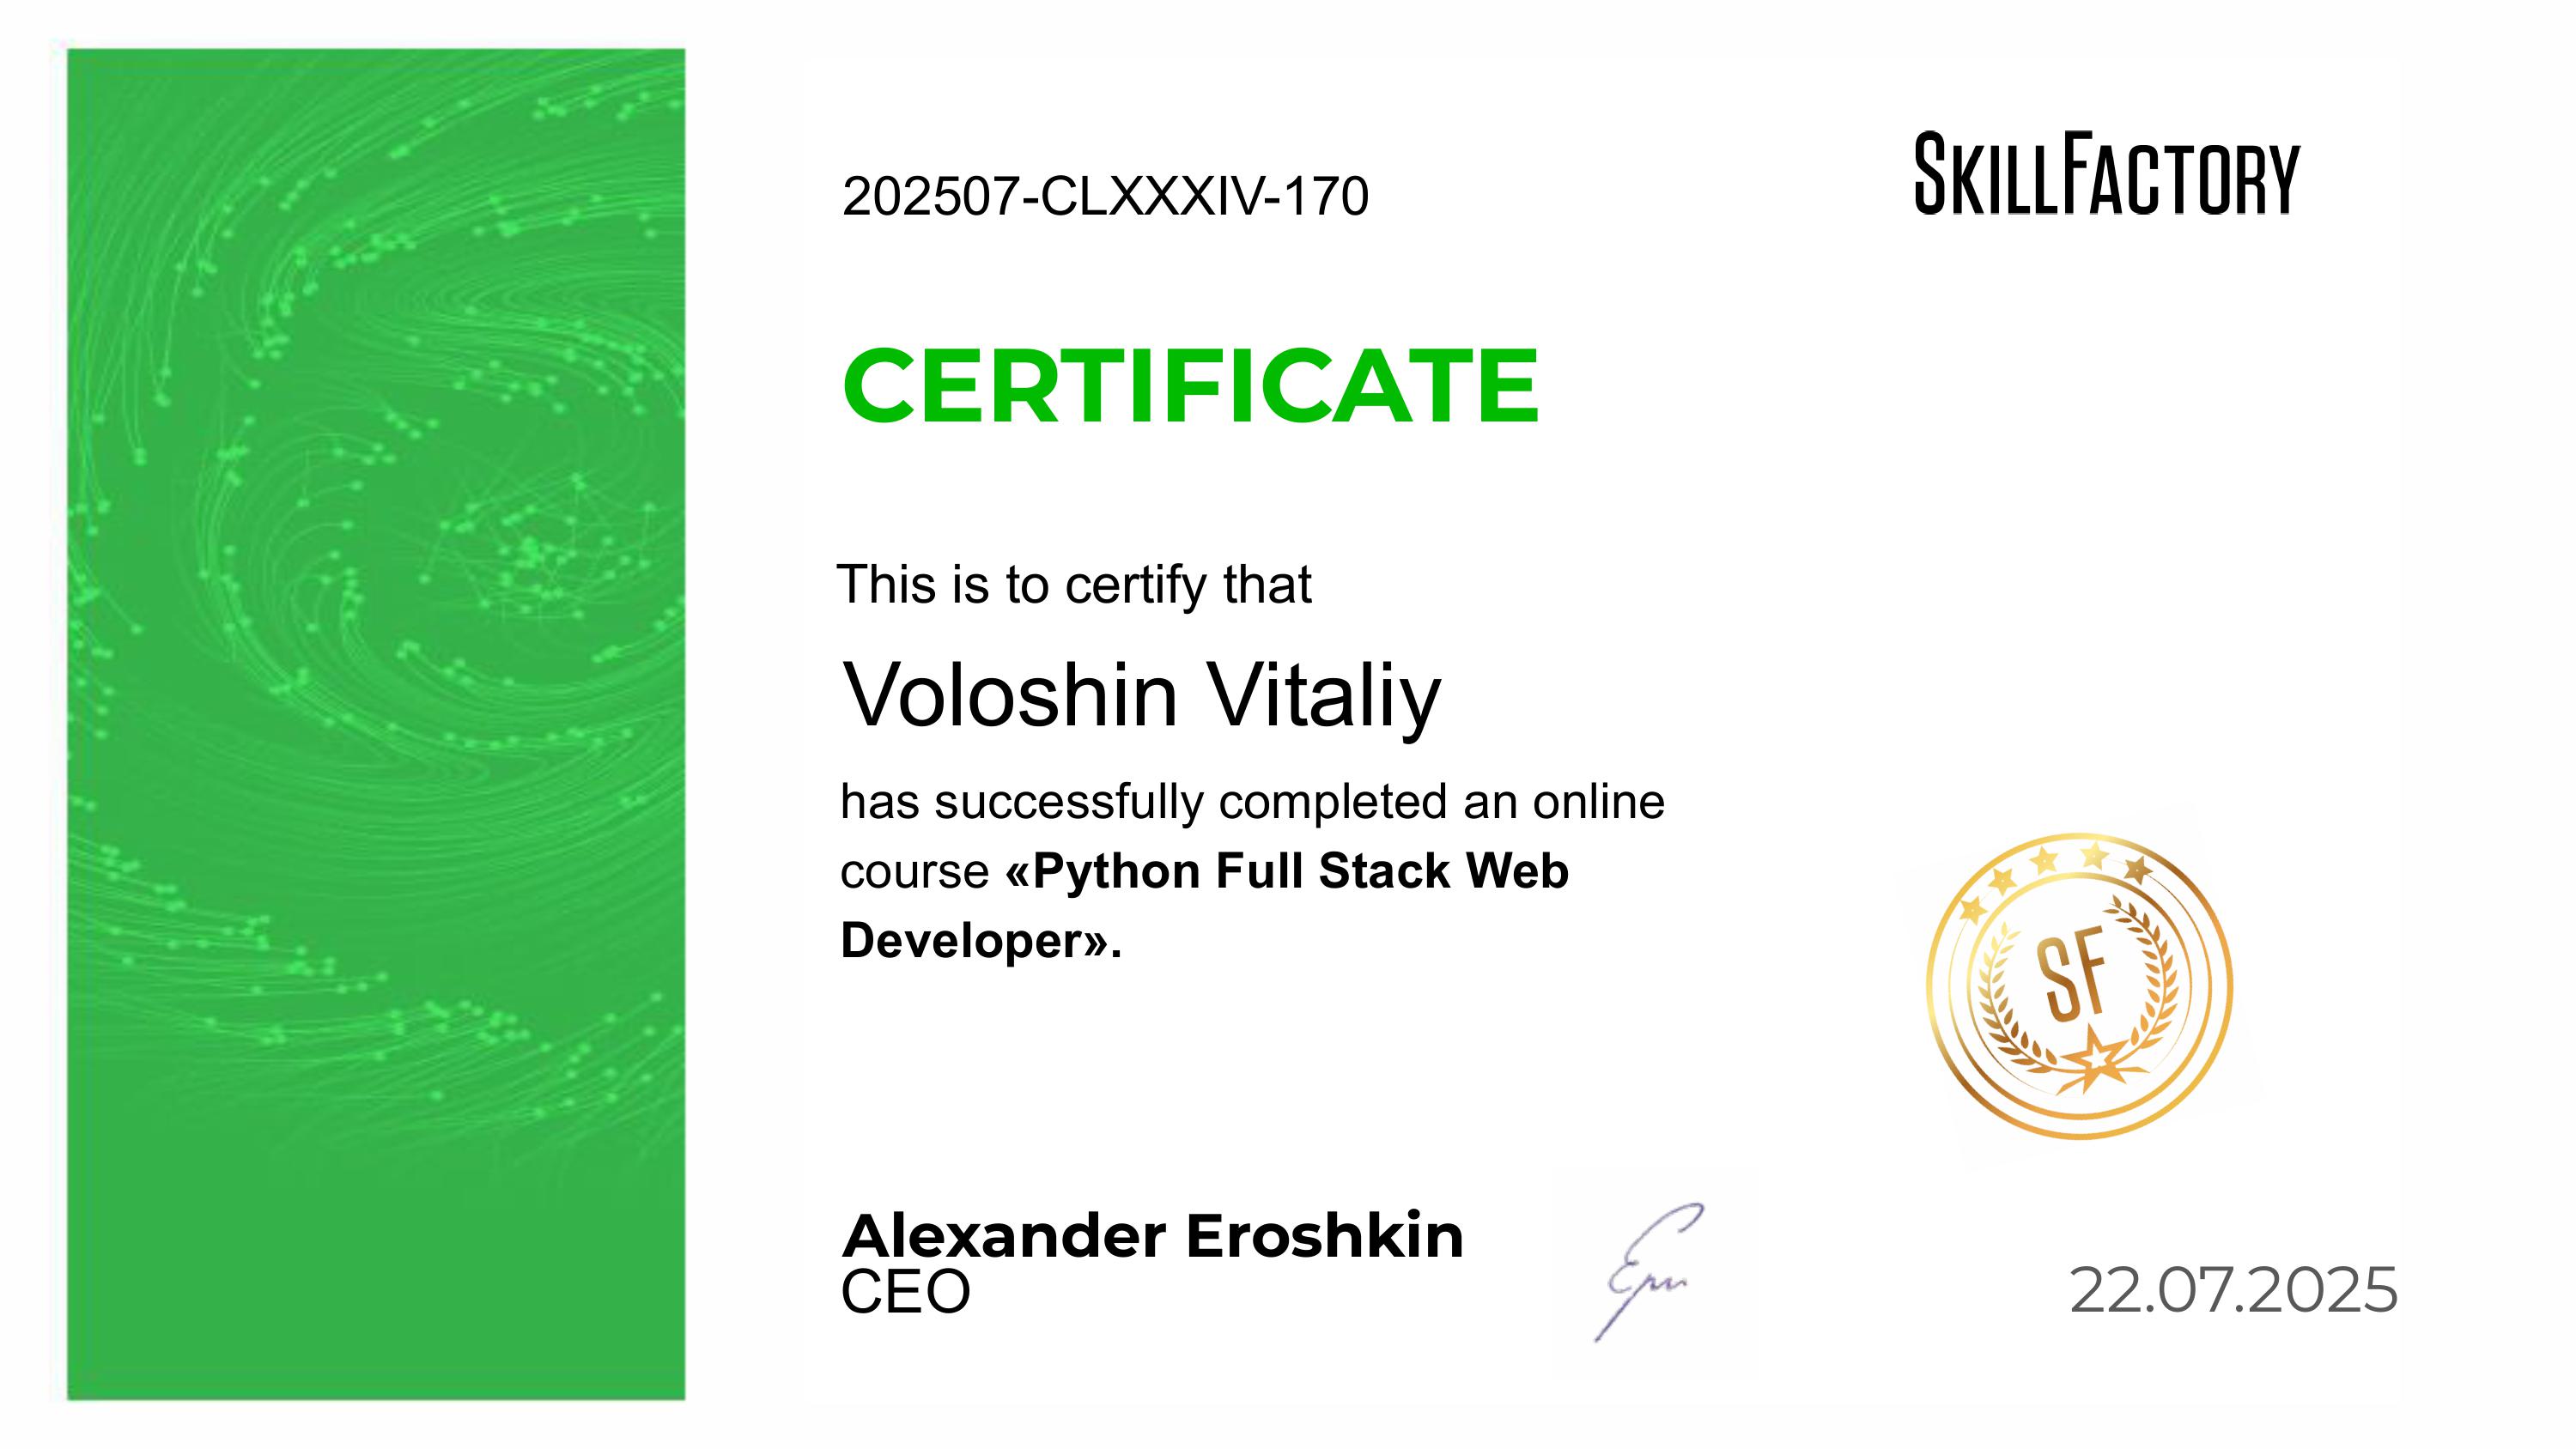 202507-CLXXXIV-170
SKILLFACTORY
CERTIFICATE
This is to certify that
Voloshin Vitaliy
has successfully completed an online
course «Python Full Stack Web
Developer».
SF
Alexander Eroshkin
CEO
22.07.2025